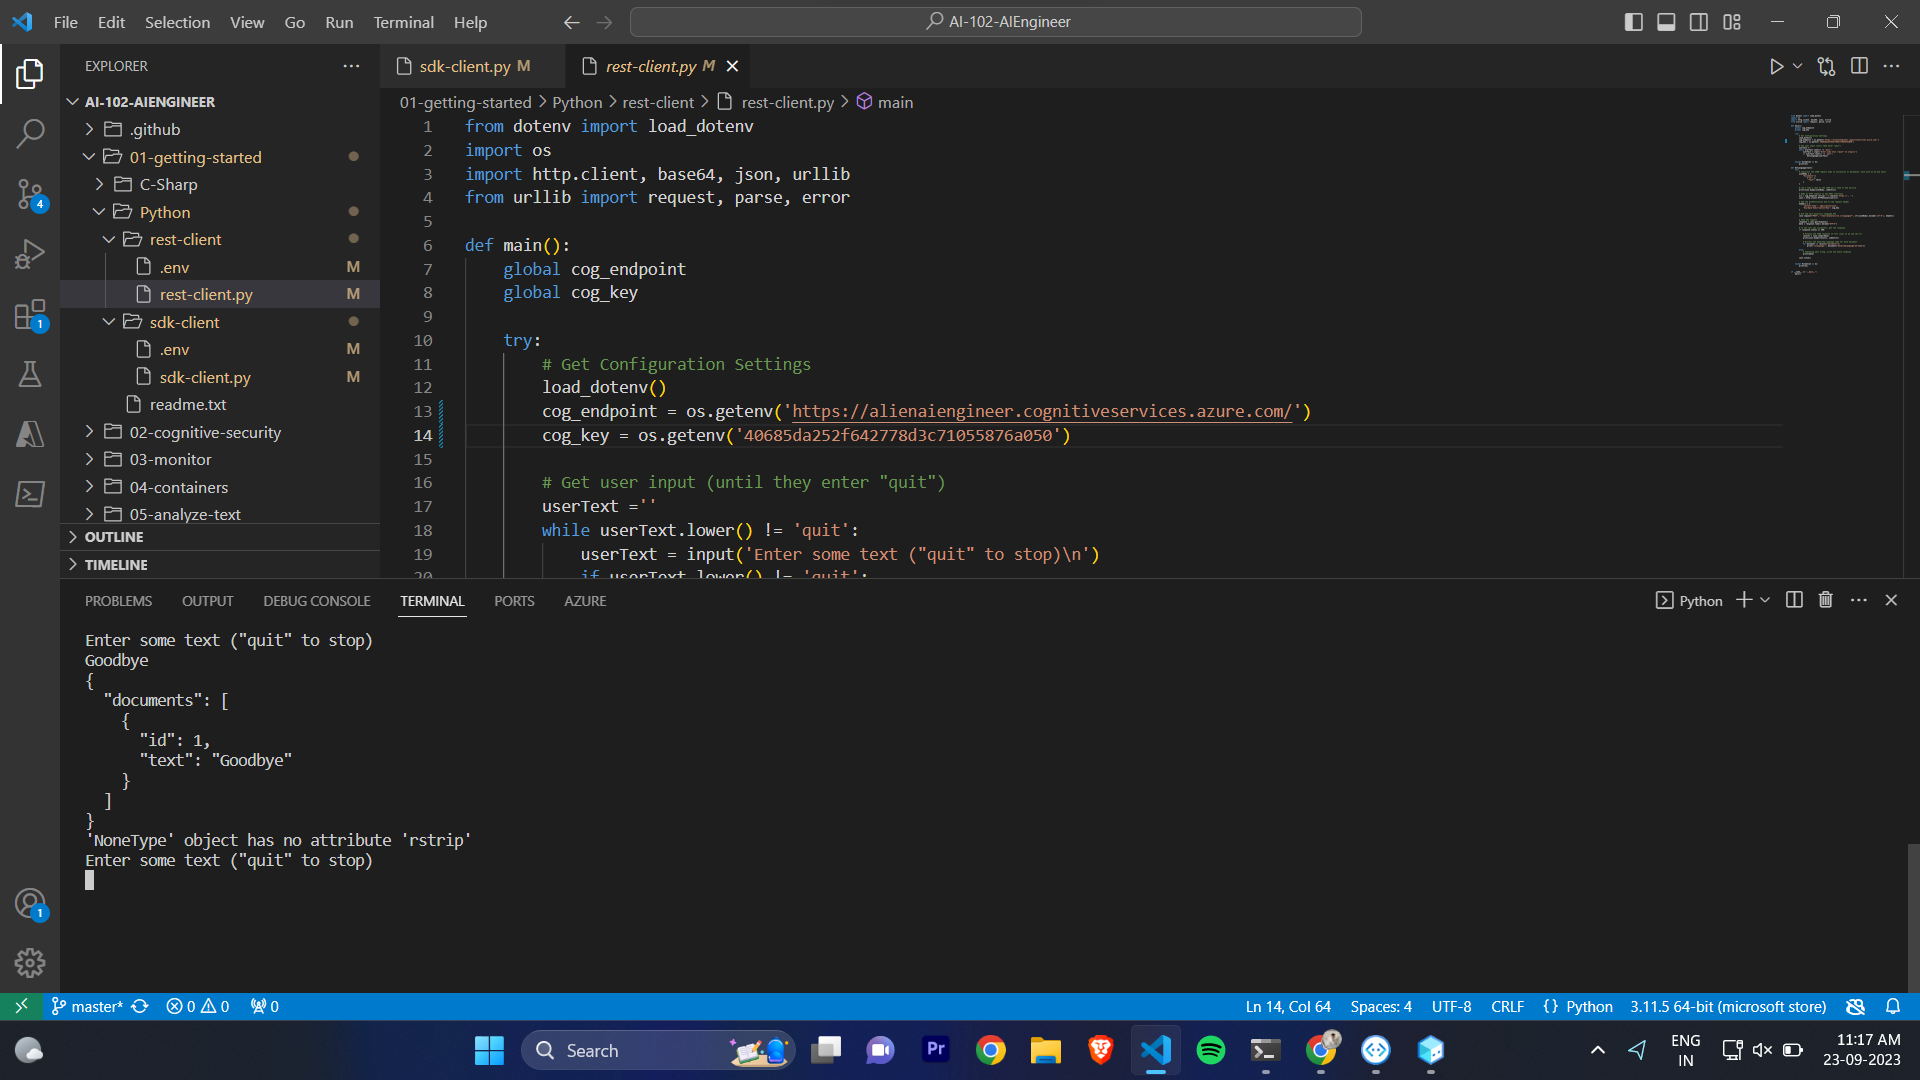 File Edit Selection View Go Run Terminal Help
AI-102-AIEngineer
EXPLORER
sdk-client.py M
rest-client.py M
AI-102-AIENGINEER
.github
01-getting-started
C-Sharp
Python
rest-client
.env M
rest-client.py M
sdk-client
.env M
sdk-client.py M
readme.txt
02-cognitive-security
03-monitor
04-containers
05-analyze-text
OUTLINE
TIMELINE
4
1
1
01-getting-started > Python > rest-client > rest-client.py > main
1 from dotenv import load_dotenv
2 import os
3 import http.client, base64, json, urllib
4 from urllib import request, parse, error
5
6 def main():
7 global cog_endpoint
8 global cog_key
9
10 try:
11 # Get Configuration Settings
12 load_dotenv()
13 cog_endpoint = os.getenv('https://alienaiengineer.cognitiveservices.azure.com/')
14 cog_key = os.getenv('40685da252f642778d3c71055876a050')
15
16 # Get user input (until they enter "quit")
17 userText =''
18 while userText.lower() != 'quit':
19 userText = input('Enter some text ("quit" to stop)\n')
20 if userText.lower() != 'quit':
PROBLEMS OUTPUT DEBUG CONSOLE TERMINAL PORTS AZURE
Python
Enter some text ("quit" to stop)
Goodbye
{
"documents": [
{
"id": 1,
"text": "Goodbye"
}
]
}
'NoneType' object has no attribute 'rstrip'
Enter some text ("quit" to stop)
master* 0 0 0
Ln 14, Col 64 Spaces: 4 UTF-8 CRLF {} Python 3.11.5 64-bit (microsoft store)
Search
Pr
ENG
IN
11:17 AM
23-09-2023